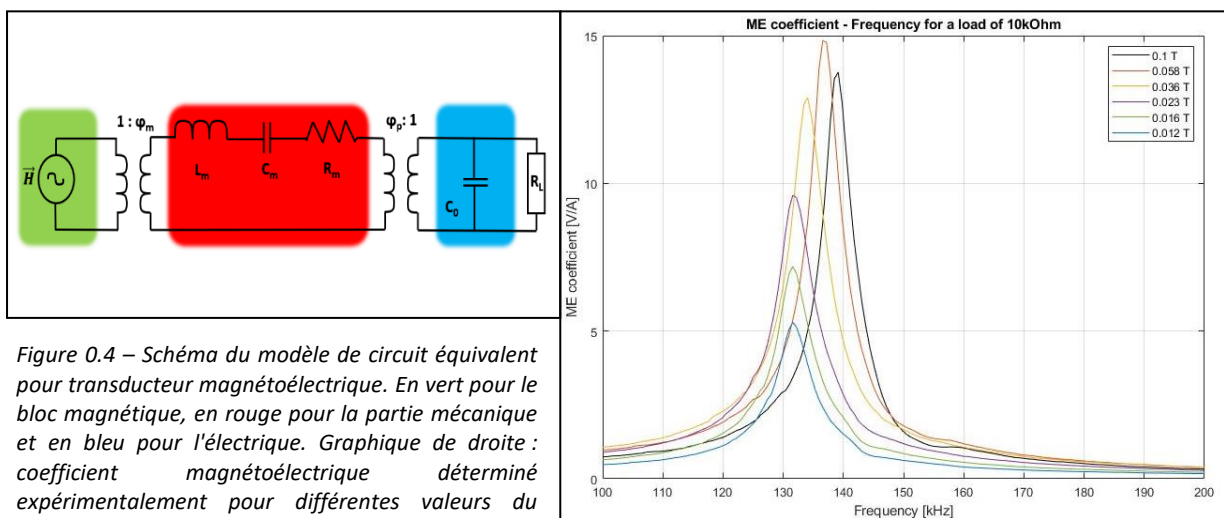 1 : φm
φp: 1
H
Lm
Cm
Rm
C0
RL
Figure 0.4 – Schéma du modèle de circuit équivalent
pour transducteur magnétoélectrique. En vert pour le
bloc magnétique, en rouge pour la partie mécanique
et en bleu pour l'électrique. Graphique de droite :
coefficient magnétoélectrique déterminé
expérimentalement pour différentes valeurs du
ME coefficient - Frequency for a load of 10kOhm
ME coefficient [V/A]
15
10
5
0
0.1 T
0.058 T
0.036 T
0.023 T
0.016 T
0.012 T
100 110 120 130 140 150 160 170 180 190 200
Frequency [kHz]